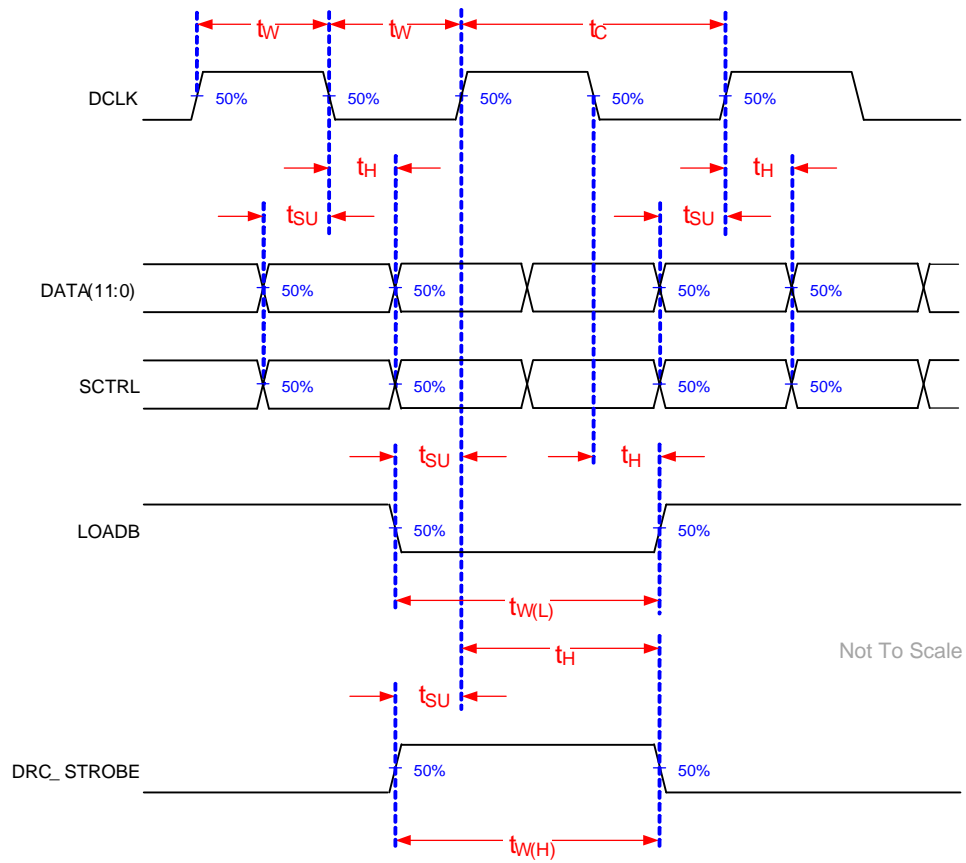 tW tW tC
DCLK 50% 50% 50% 50% 50%
tH tH
tSU tSU
DATA(11:0) 50% 50% 50% 50%
SCTRL 50% 50% 50% 50%
tSU tH
LOADB 50% 50%
tW(L)
tH
Not To Scale
tSU
DRC_ STROBE 50% 50%
tW(H)